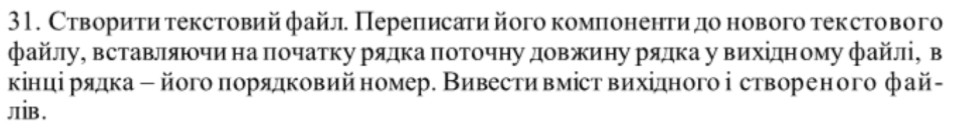 31. Створити текстовий файл. Переписати його компоненти до нового текстового
файлу, вставляючи на початку рядка поточну довжину рядка у вихідному файлі, в
кінці рядка – його порядковий номер. Вивести вміст вихідного і створеного фай-
лів.